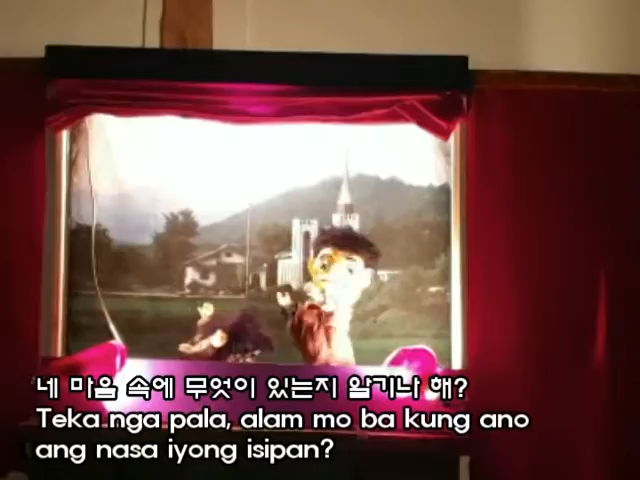 네 마음 속에 무엇이 있는지 알기나 해?
Teka nga pala, alam mo ba kung ano
ang nasa iyong isipan?